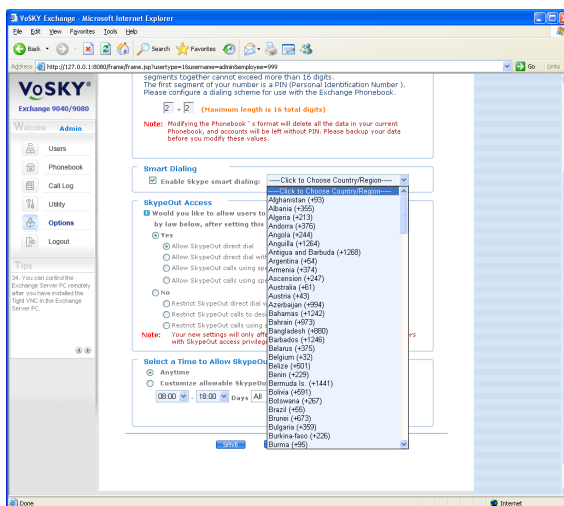 VoSKY Exchange - Microsoft Internet Explorer
File Edit View Favorites Tools Help
Back Search Favorites
Address http://127.0.0.1:8080/frame/frame.jsp?usertype=1&username=admin&employee=999 Go Links
VoSKY®
Exchange 9040/9080
Welcome Admin
Users
Phonebook
Call Log
Utility
Options
Logout
Tips
34. You can control the
Exchange Server PC remotely
after you have installed the
Tight VNC in the Exchange
Server PC.
segments together cannot exceed more than 16 digits.
The first segment of your number is a PIN (Personal Identification Number ).
Please configure a dialing scheme for use with the Exchange Phonebook.
2 + 2 (Maximum length is 16 total digits)
Note: Modifying the Phonebook ' s format will delete all the data in your current
Phonebook, and accounts will be left without PIN. Please backup your data
before you modify these values.
Smart Dialing
Enable Skype smart dialing: -----Click to Choose Country/Region-----
-----Click to Choose Country/Region-----
Afghanistan (+93)
Albania (+355)
Algeria (+213)
Andorra (+376)
Angola (+244)
Anguilla (+1264)
Antigua and Barbuda (+1268)
Argentina (+54)
Armenia (+374)
Ascension (+247)
Australia (+61)
Austria (+43)
Azerbaijan (+994)
Bahamas (+1242)
Bahrain (+973)
Bangladesh (+880)
Barbados (+1246)
Belarus (+375)
Belgium (+32)
Belize (+501)
Benin (+229)
Bermuda Is. (+1441)
Bolivia (+591)
Botswana (+267)
Brazil (+55)
Brunei (+673)
Bulgaria (+359)
Burkina-faso (+226)
Burma (+95)
SkypeOut Access
Would you like to allow users to
by law below, after setting this
Yes
Allow SkypeOut direct dial
Allow SkypeOut direct dial with
Allow SkypeOut calls using sp
Allow SkypeOut calls using sp
No
Restrict SkypeOut direct dial w
Restrict SkypeOut calls to des
Restrict SkypeOut calls using s
Note: Your new settings will only aff rs
with SkypeOut access privileg
Select a Time to Allow SkypeOu
Anytime
Customize allowable SkypeOu
08:00 - 18:00 Days All
SAVE
Done Internet